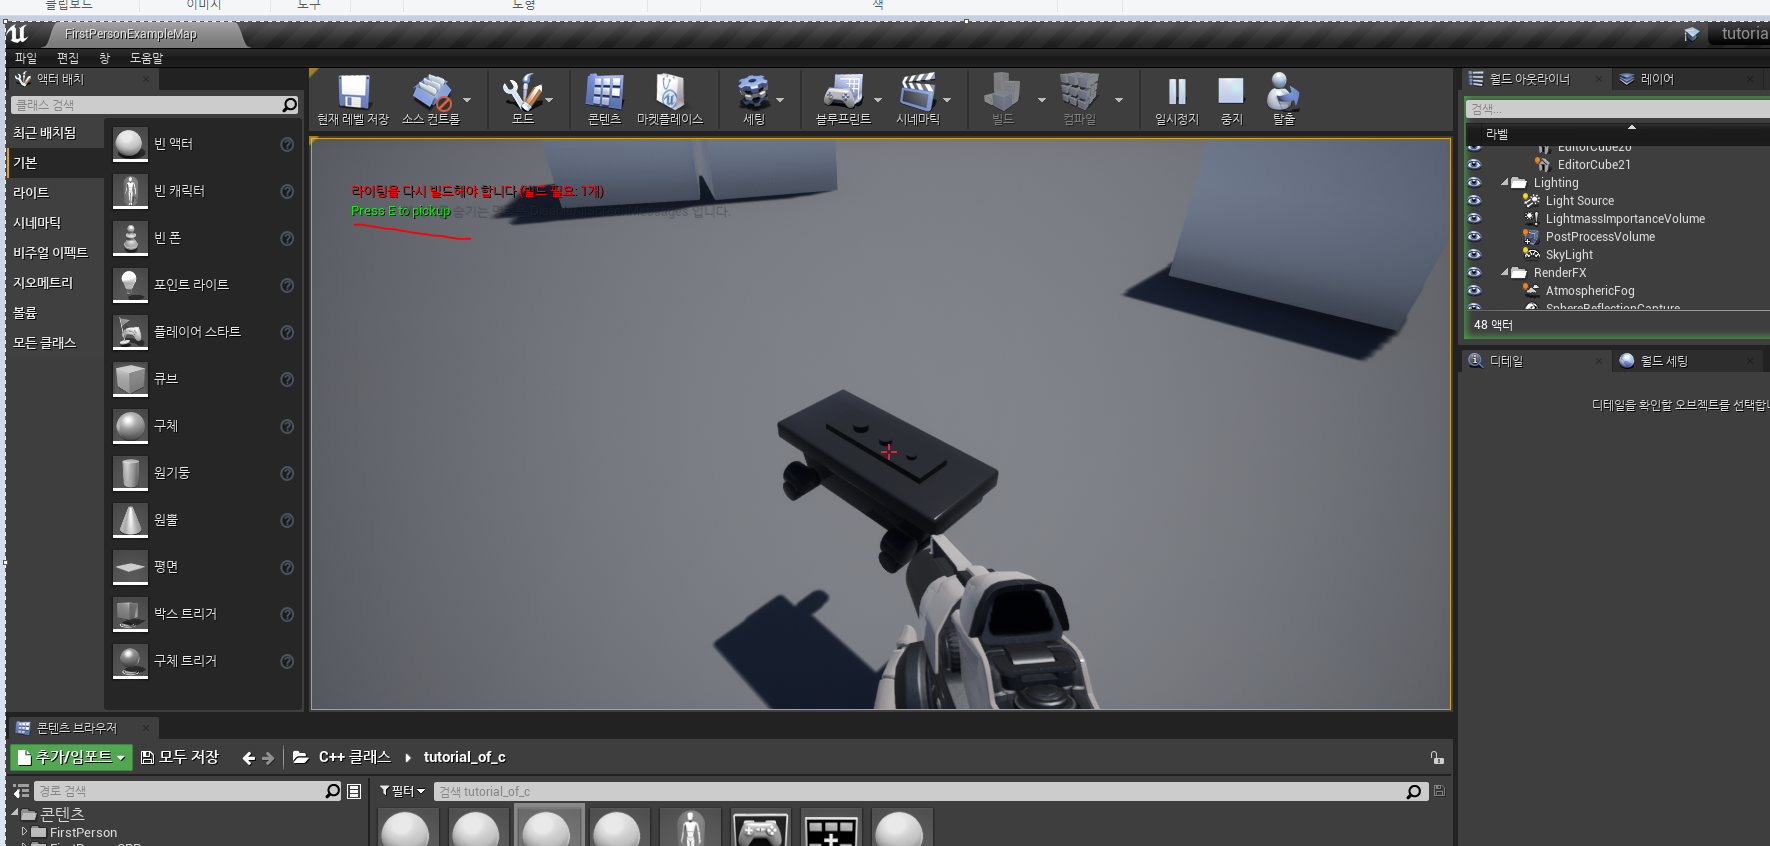 클립보드
이미지
도구
도형
색
FirstPersonExampleMap
tutoria
파일 편집 창 도움말
액터 배치
클래스 검색
최근 배치됨
기본
라이트
시네마틱
비주얼 이펙트
지오메트리
볼륨
모든 클래스
빈 액터
빈 캐릭터
빈 폰
포인트 라이트
플레이어 스타트
큐브
구체
원기둥
원뿔
평면
박스 트리거
구체 트리거
현재 레벨 저장
소스 컨트롤
모드
콘텐츠
마켓플레이스
세팅
블루프린트
시네마틱
빌드
컴파일
일시정지
중지
탈출
라이팅을 다시 빌드해야 합니다 (빌드 필요: 1개)
Press E to pickup
숨기는
입니다.
월드 아웃라이너
레이어
검색...
라벨
EditorCube20
EditorCube21
Lighting
Light Source
LightmassImportanceVolume
PostProcessVolume
SkyLight
RenderFX
AtmosphericFog
SphereReflectionCapture
48 액터
디테일
월드 세팅
디테일을 확인할 오브젝트를 선택합니
콘텐츠 브라우저
추가/임포트
모두 저장
C++ 클래스
tutorial_of_c
경로 검색
필터
검색 tutorial_of_c
콘텐츠
FirstPerson